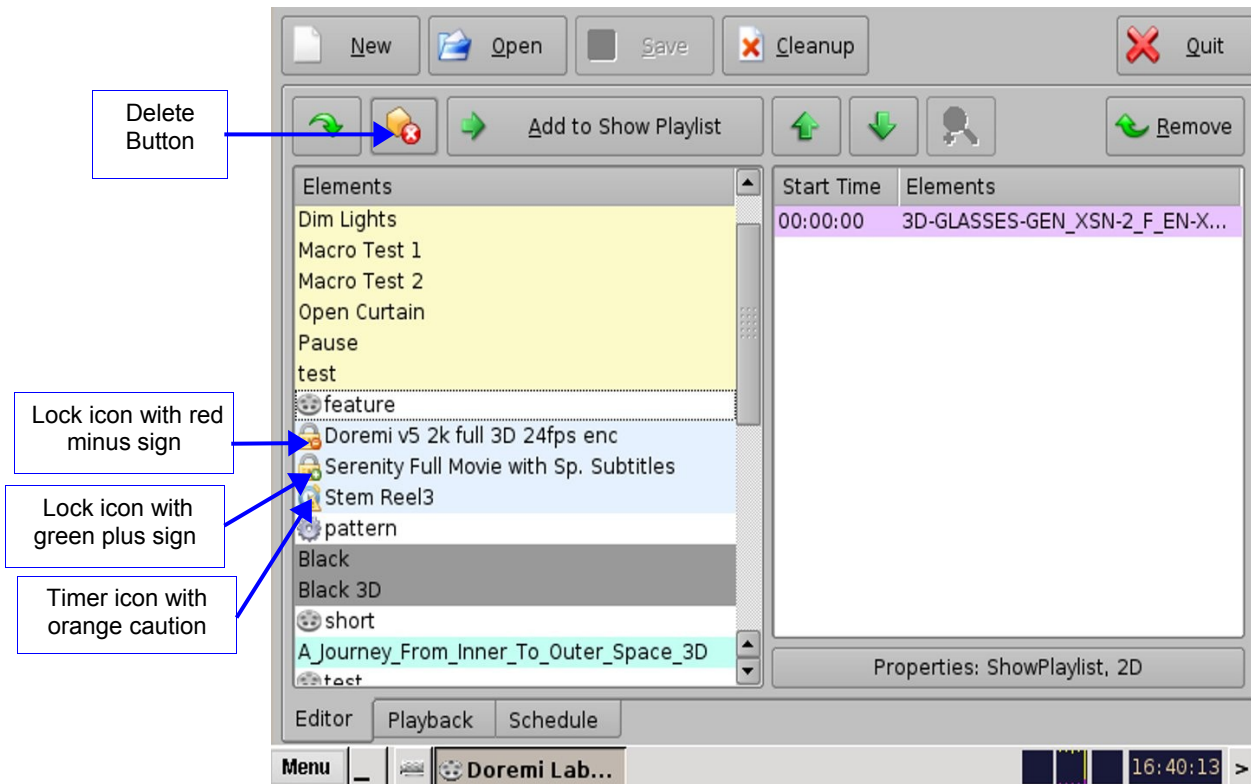 New
Open
Save
Cleanup
Quit
Delete
Button
Add to Show Playlist
Remove
Elements
Start Time
Elements
Dim Lights
00:00:00
3D-GLASSES-GEN_XSN-2_F_EN-X...
Macro Test 1
Macro Test 2
Open Curtain
Pause
test
feature
Lock icon with red
minus sign
Doremi v5 2k full 3D 24fps enc
Serenity Full Movie with Sp. Subtitles
Stem Reel3
Lock icon with
green plus sign
pattern
Black
Black 3D
Timer icon with
orange caution
short
A_Journey_From_Inner_To_Outer_Space_3D
test
Properties: ShowPlaylist, 2D
Editor
Playback
Schedule
Menu
_
Doremi Lab...
16:40:13
>